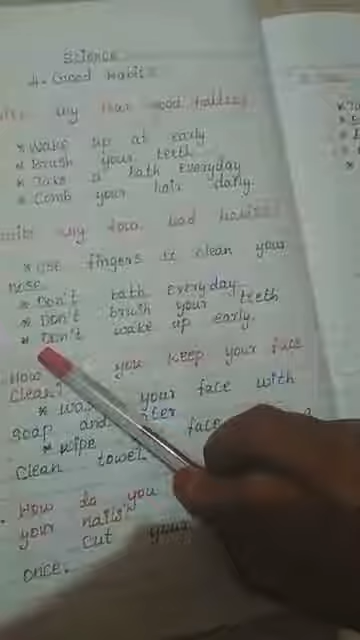 Science
4. Good Habits
my four good habits
* Wake up at early
* Brush your teeth
* Take a bath Everyday
* Comb your hair daily.
my four bad habits
* use fingers to clean your
nose.
* Don't bath everyday
* Don't brush your teeth
* Don't wake up early.
How you keep your face
clean?
* your face with
soap and
* Wipe face
Clean towel
How do you
your nails
Cut your
once.